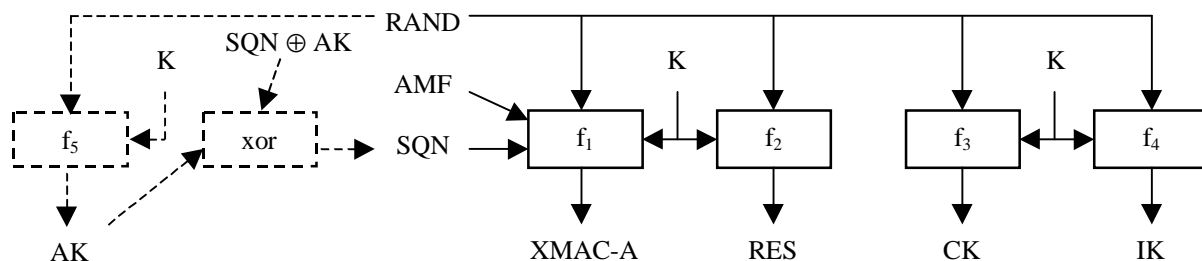 RAND
SQN ⊕ AK
K
K
K
AMF
f5
xor
SQN
f1
f2
f3
f4
AK
XMAC-A
RES
CK
IK